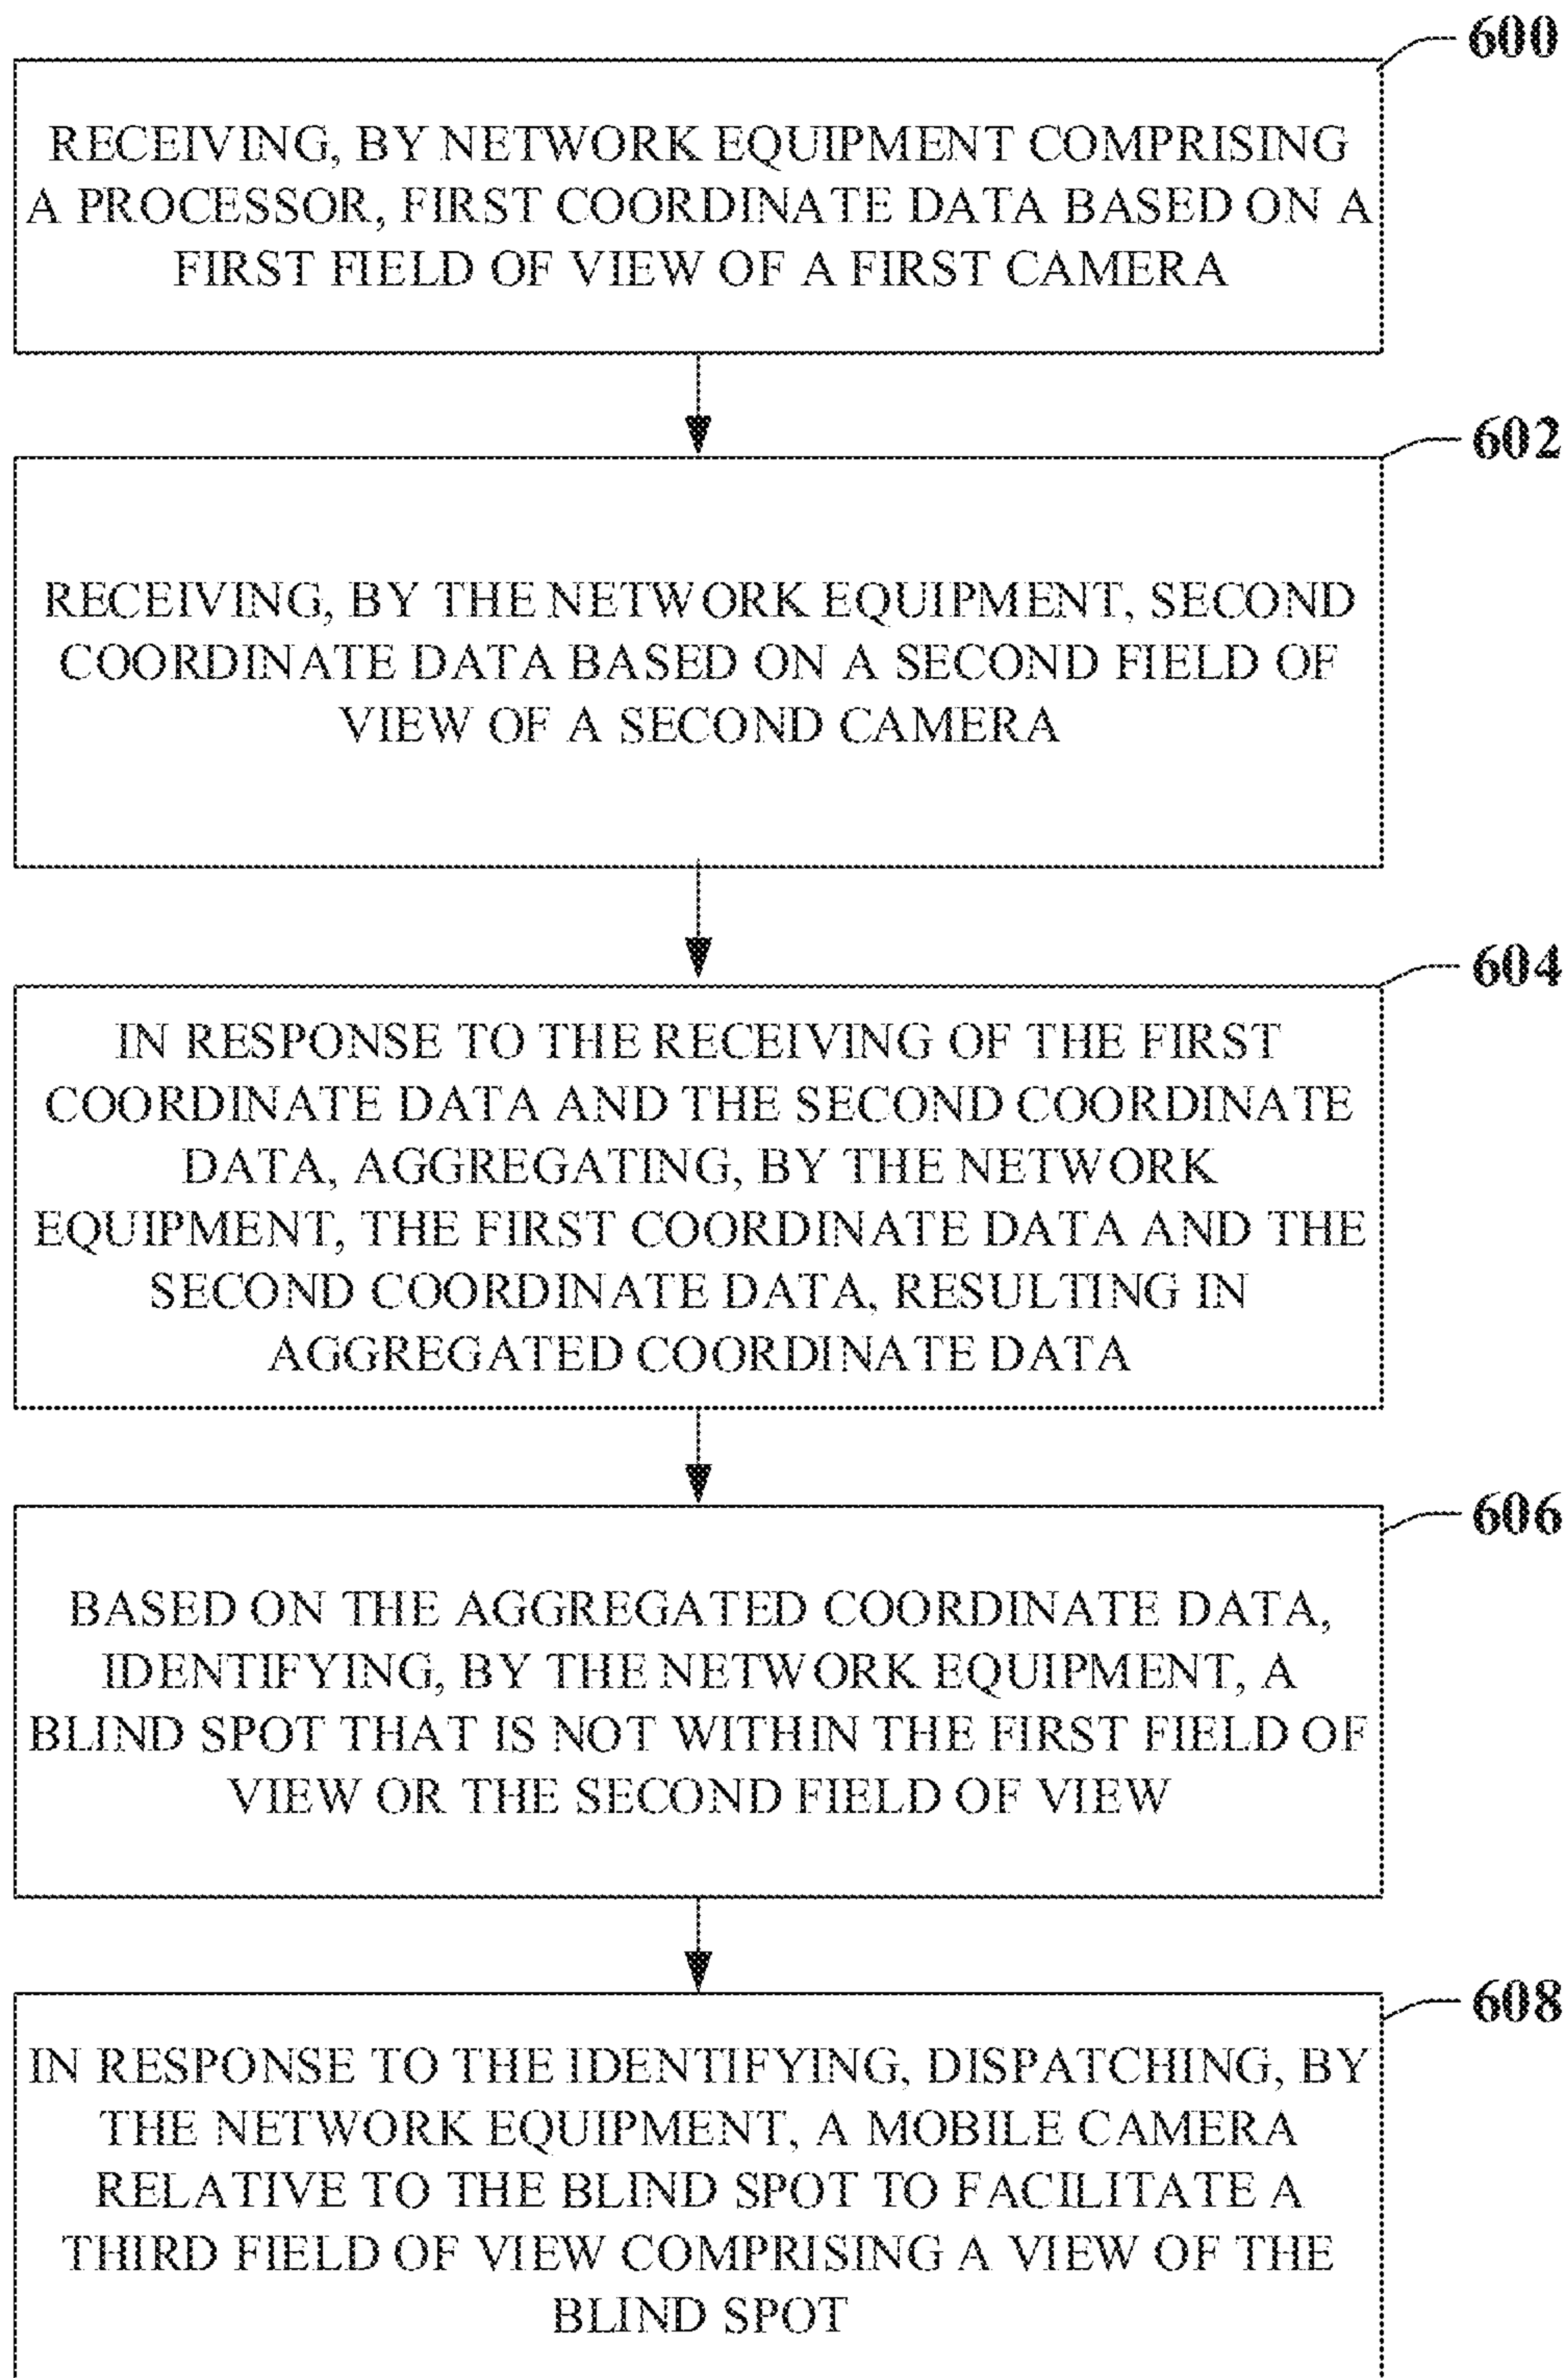 600
RECEIVING, BY NETWORK EQUIPMENT COMPRISING
A PROCESSOR, FIRST COORDINATE DATA BASED ON A
FIRST FIELD OF VIEW OF A FIRST CAMERA
602
RECEIVING, BY THE NETWORK EQUIPMENT, SECOND
COORDINATE DATA BASED ON A SECOND FIELD OF
VIEW OF A SECOND CAMERA
604
IN RESPONSE TO THE RECEIVING OF THE FIRST
COORDINATE DATA AND THE SECOND COORDINATE
DATA, AGGREGATING, BY THE NETWORK
EQUIPMENT, THE FIRST COORDINATE DATA AND THE
SECOND COORDINATE DATA, RESULTING IN
AGGREGATED COORDINATE DATA
606
BASED ON THE AGGREGATED COORDINATE DATA,
IDENTIFYING, BY THE NETWORK EQUIPMENT, A
BLIND SPOT THAT IS NOT WITHIN THE FIRST FIELD OF
VIEW OR THE SECOND FIELD OF VIEW
608
IN RESPONSE TO THE IDENTIFYING, DISPATCHING, BY
THE NETWORK EQUIPMENT, A MOBILE CAMERA
RELATIVE TO THE BLIND SPOT TO FACILITATE A
THIRD FIELD OF VIEW COMPRISING A VIEW OF THE
BLIND SPOT